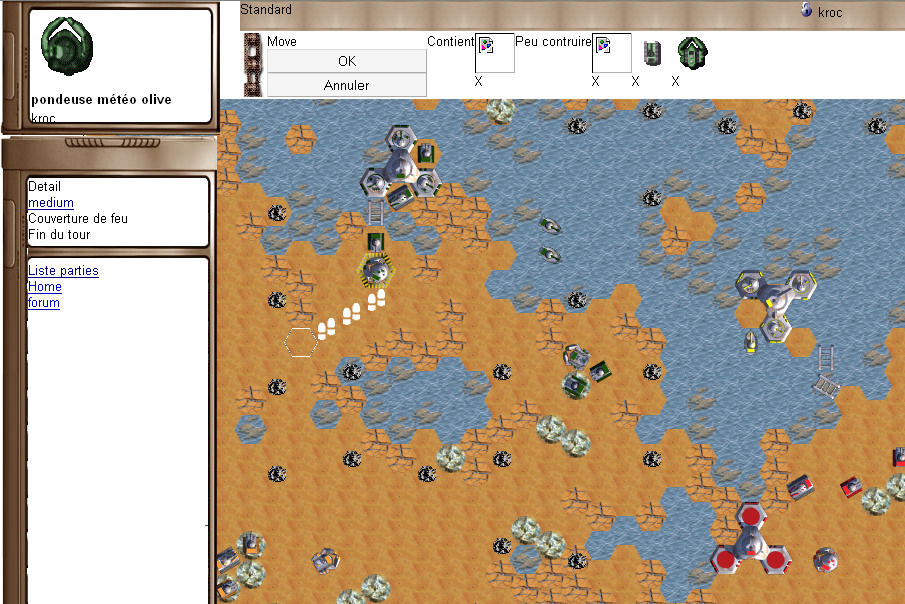 Standard
kroc
Move
Contient
Peu contruire
OK
Annuler
X
X
X
X
pondeuse météo olive
kroc
Detail
medium
Couverture de feu
Fin du tour
Liste parties
Home
forum